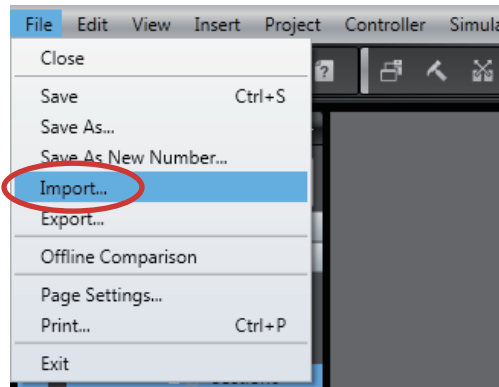 File Edit View Insert Project Controller
Close
Save Ctrl+S
Save As...
Save As New Number...
Import...
Export...
Offline Comparison
Page Settings...
Print... Ctrl+P
Exit